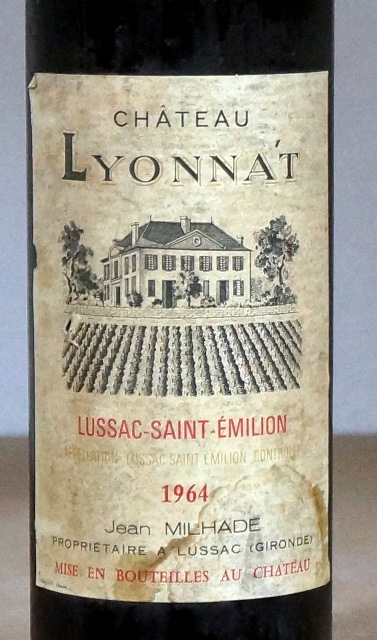 CHÂTEAU
LYONNAT
LUSSAC-SAINT-ÉMILION
APPELLATION LUSSAC SAINT-ÉMILION CONTROLÉE
1964
Jean MILHADE
PROPRIÉTAIRE A LUSSAC (GIRONDE)
MISE EN BOUTEILLES AU CHATEAU